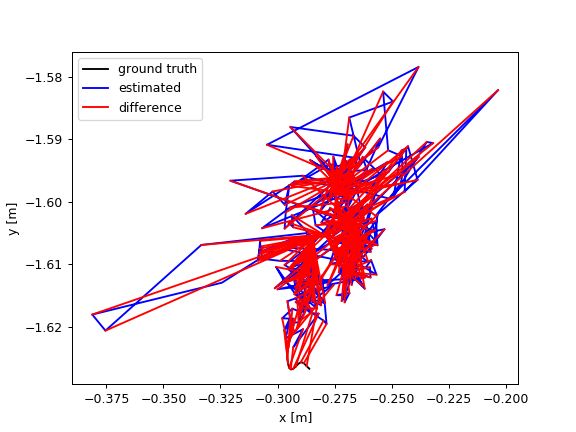 ground truth
estimated
difference
−1.58
−1.59
−1.60
−1.61
−1.62
y [m]
−0.375 −0.350 −0.325 −0.300 −0.275 −0.250 −0.225 −0.200
x [m]